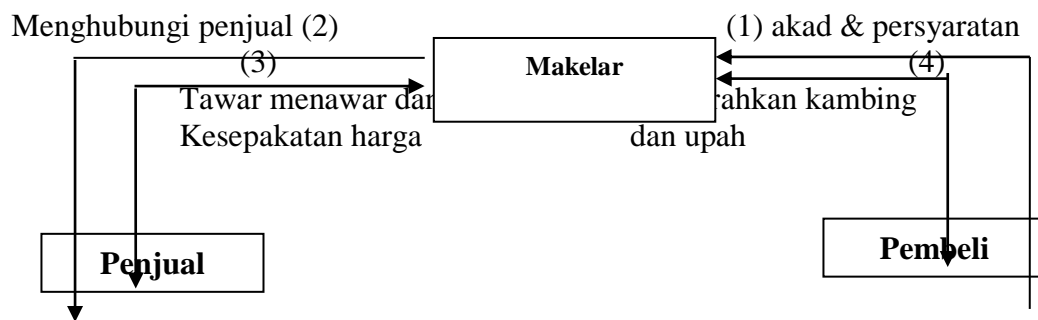 Menghubungi penjual (2) (1) akad & persyaratan
(3) Makelar (4)
Tawar menawar dan kambing
Kesepakatan harga dan upah
Penjual Pembeli